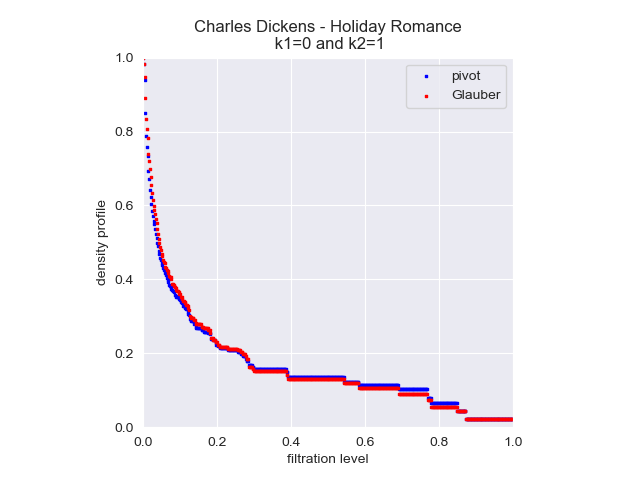 Charles Dickens - Holiday Romance
k1=0 and k2=1
pivot
Glauber
density profile
1.0
0.8
0.6
0.4
0.2
0.0
0.0 0.2 0.4 0.6 0.8 1.0
filtration level